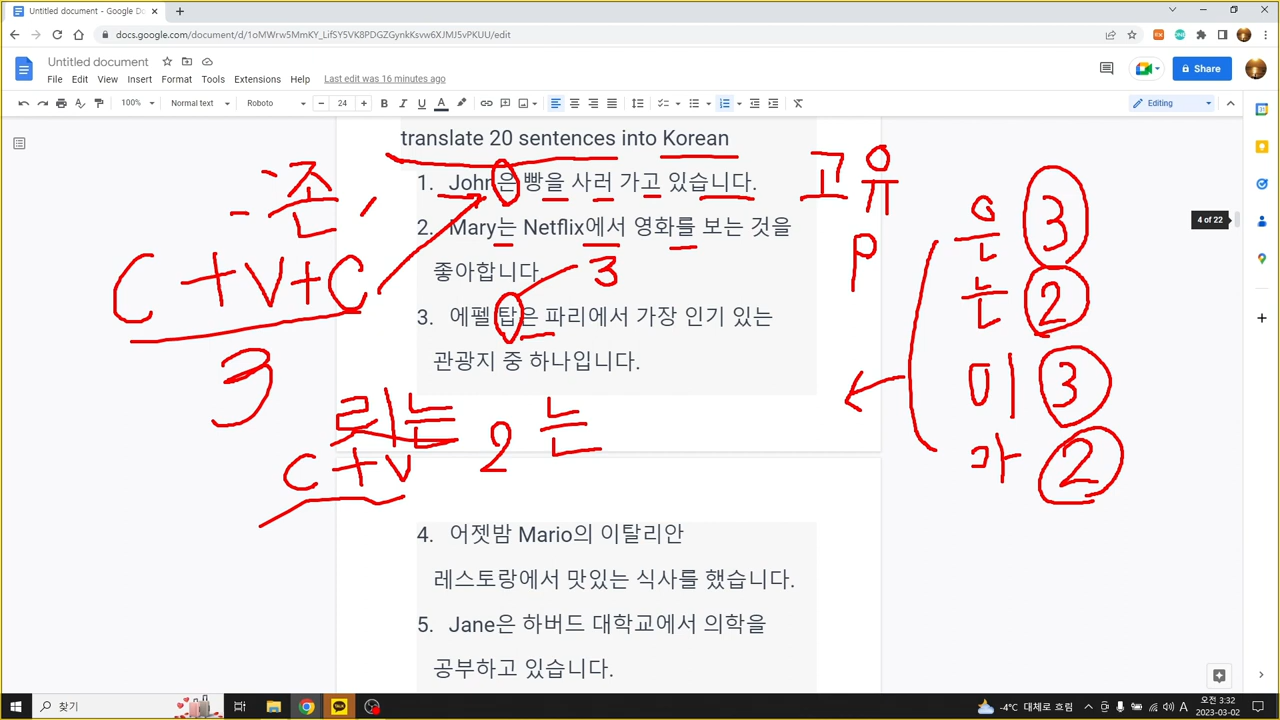 Untitled document - Google Docs
docs.google.com/document/d/1oMWrw5MmKY_LifSY5VK8PDGZGynkKsvw6XJMJ5vPKUU/edit
Untitled document
File Edit View Insert Format Tools Extensions Help Last edit was 16 minutes ago
Share
100% Normal text Roboto 24 Editing
translate 20 sentences into Korean
1. John은 빵을 사러 가고 있습니다.
2. Mary는 Netflix에서 영화를 보는 것을
좋아합니다.
3. 에펠 탑은 파리에서 가장 인기 있는
관광지 중 하나입니다.
4. 어젯밤 Mario의 이탈리안
레스토랑에서 맛있는 식사를 했습니다.
5. Jane은 하버드 대학교에서 의학을
공부하고 있습니다.
존
C+V+C
3
3
고유
P
은 3
는 2
이 3
가 2
리는 2 는
C+V
4 of 22
찾기
-4°C 대체로 흐림
A
오전 3:32
2023-03-02